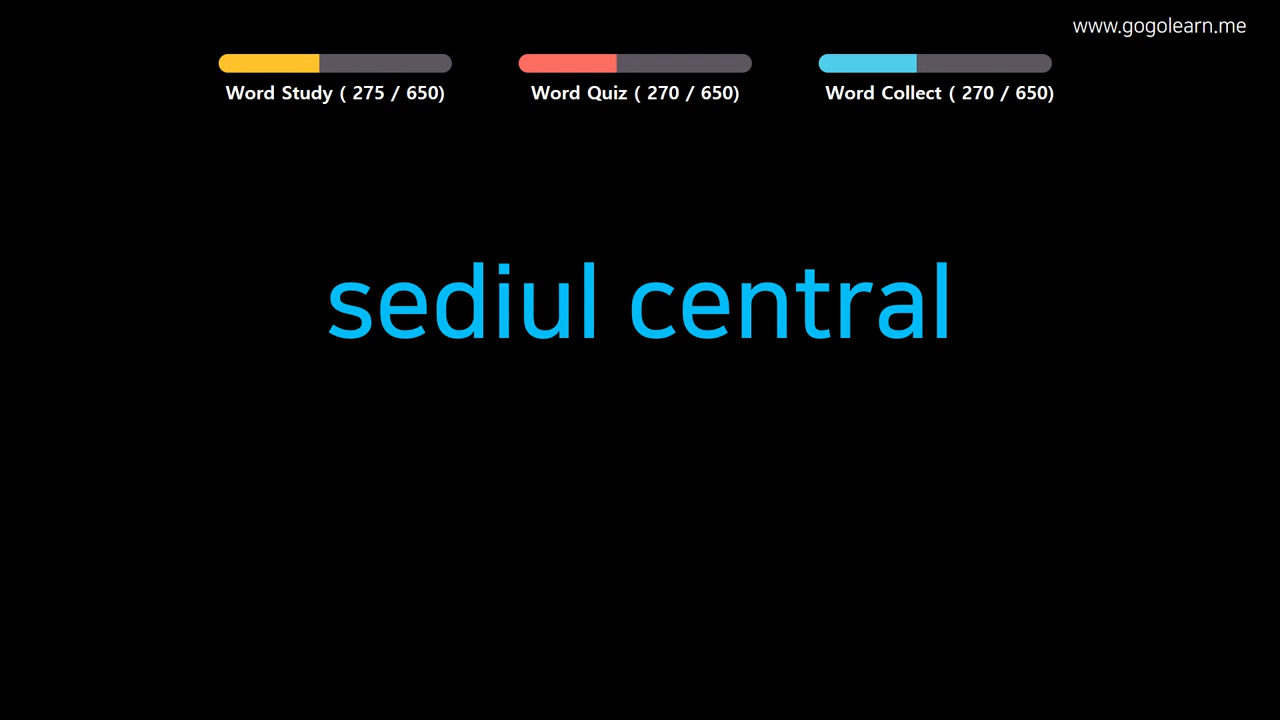 www.gogolearn.me
Word Study ( 275 / 650)
Word Quiz ( 270 / 650)
Word Collect ( 270 / 650)
sediul central